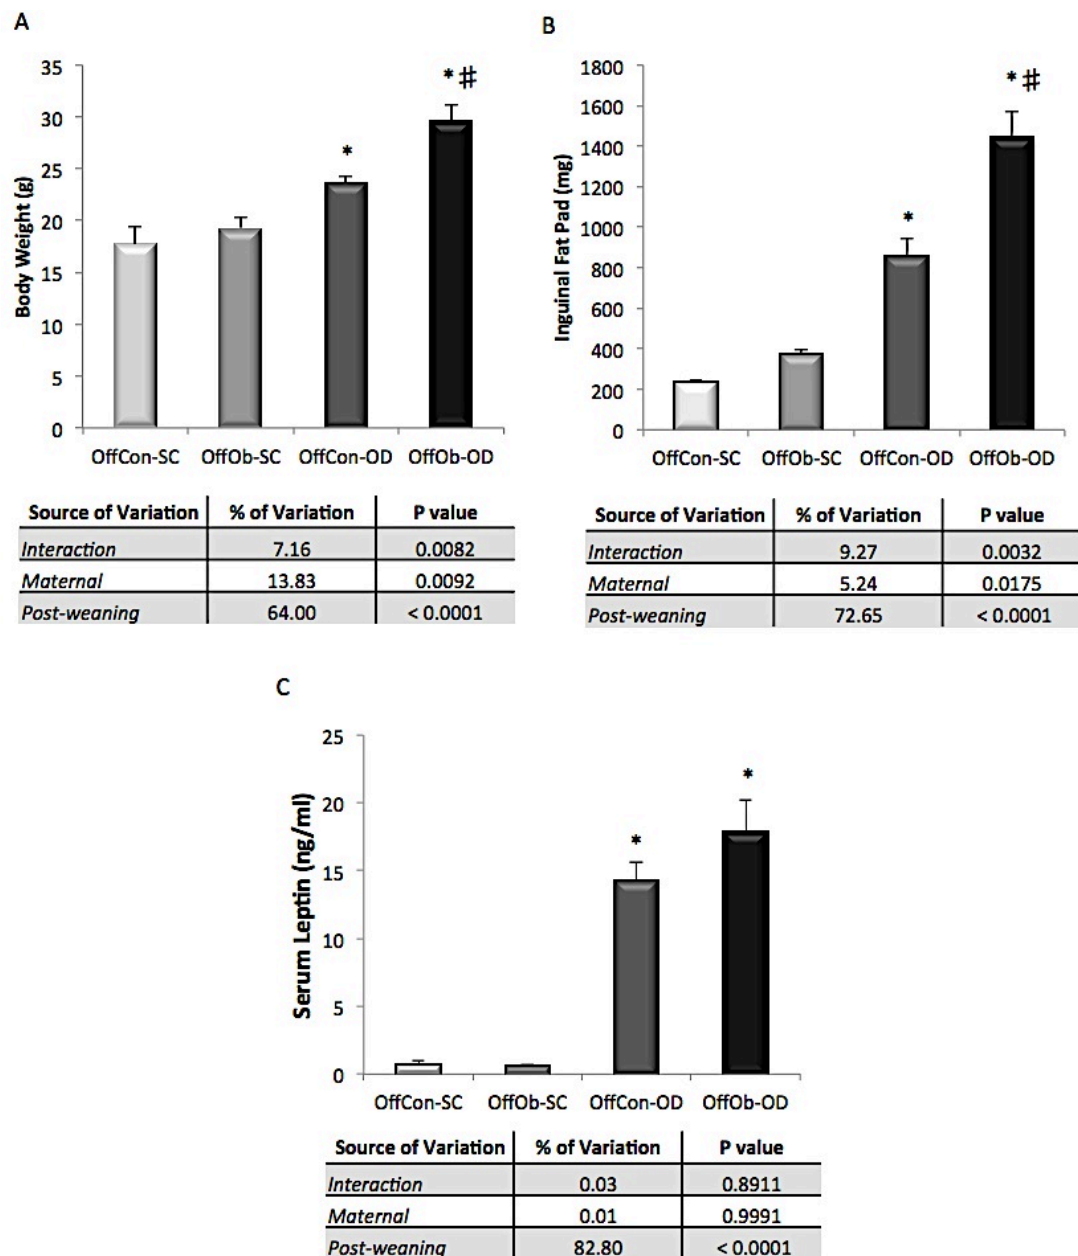 A
35
30
25
20
15
10
5
0
Body Weight (g)
*
* #
OffCon-SC OffOb-SC OffCon-OD OffOb-OD
Source of Variation % of Variation P value
Interaction 7.16 0.0082
Maternal 13.83 0.0092
Post-weaning 64.00 < 0.0001
B
1800
1600
1400
1200
1000
800
600
400
200
0
Inguinal Fat Pad (mg)
*
* #
OffCon-SC OffOb-SC OffCon-OD OffOb-OD
Source of Variation % of Variation P value
Interaction 9.27 0.0032
Maternal 5.24 0.0175
Post-weaning 72.65 < 0.0001
C
25
20
15
10
5
0
Serum Leptin (ng/ml)
*
*
OffCon-SC OffOb-SC OffCon-OD OffOb-OD
Source of Variation % of Variation P value
Interaction 0.03 0.8911
Maternal 0.01 0.9991
Post-weaning 82.80 < 0.0001